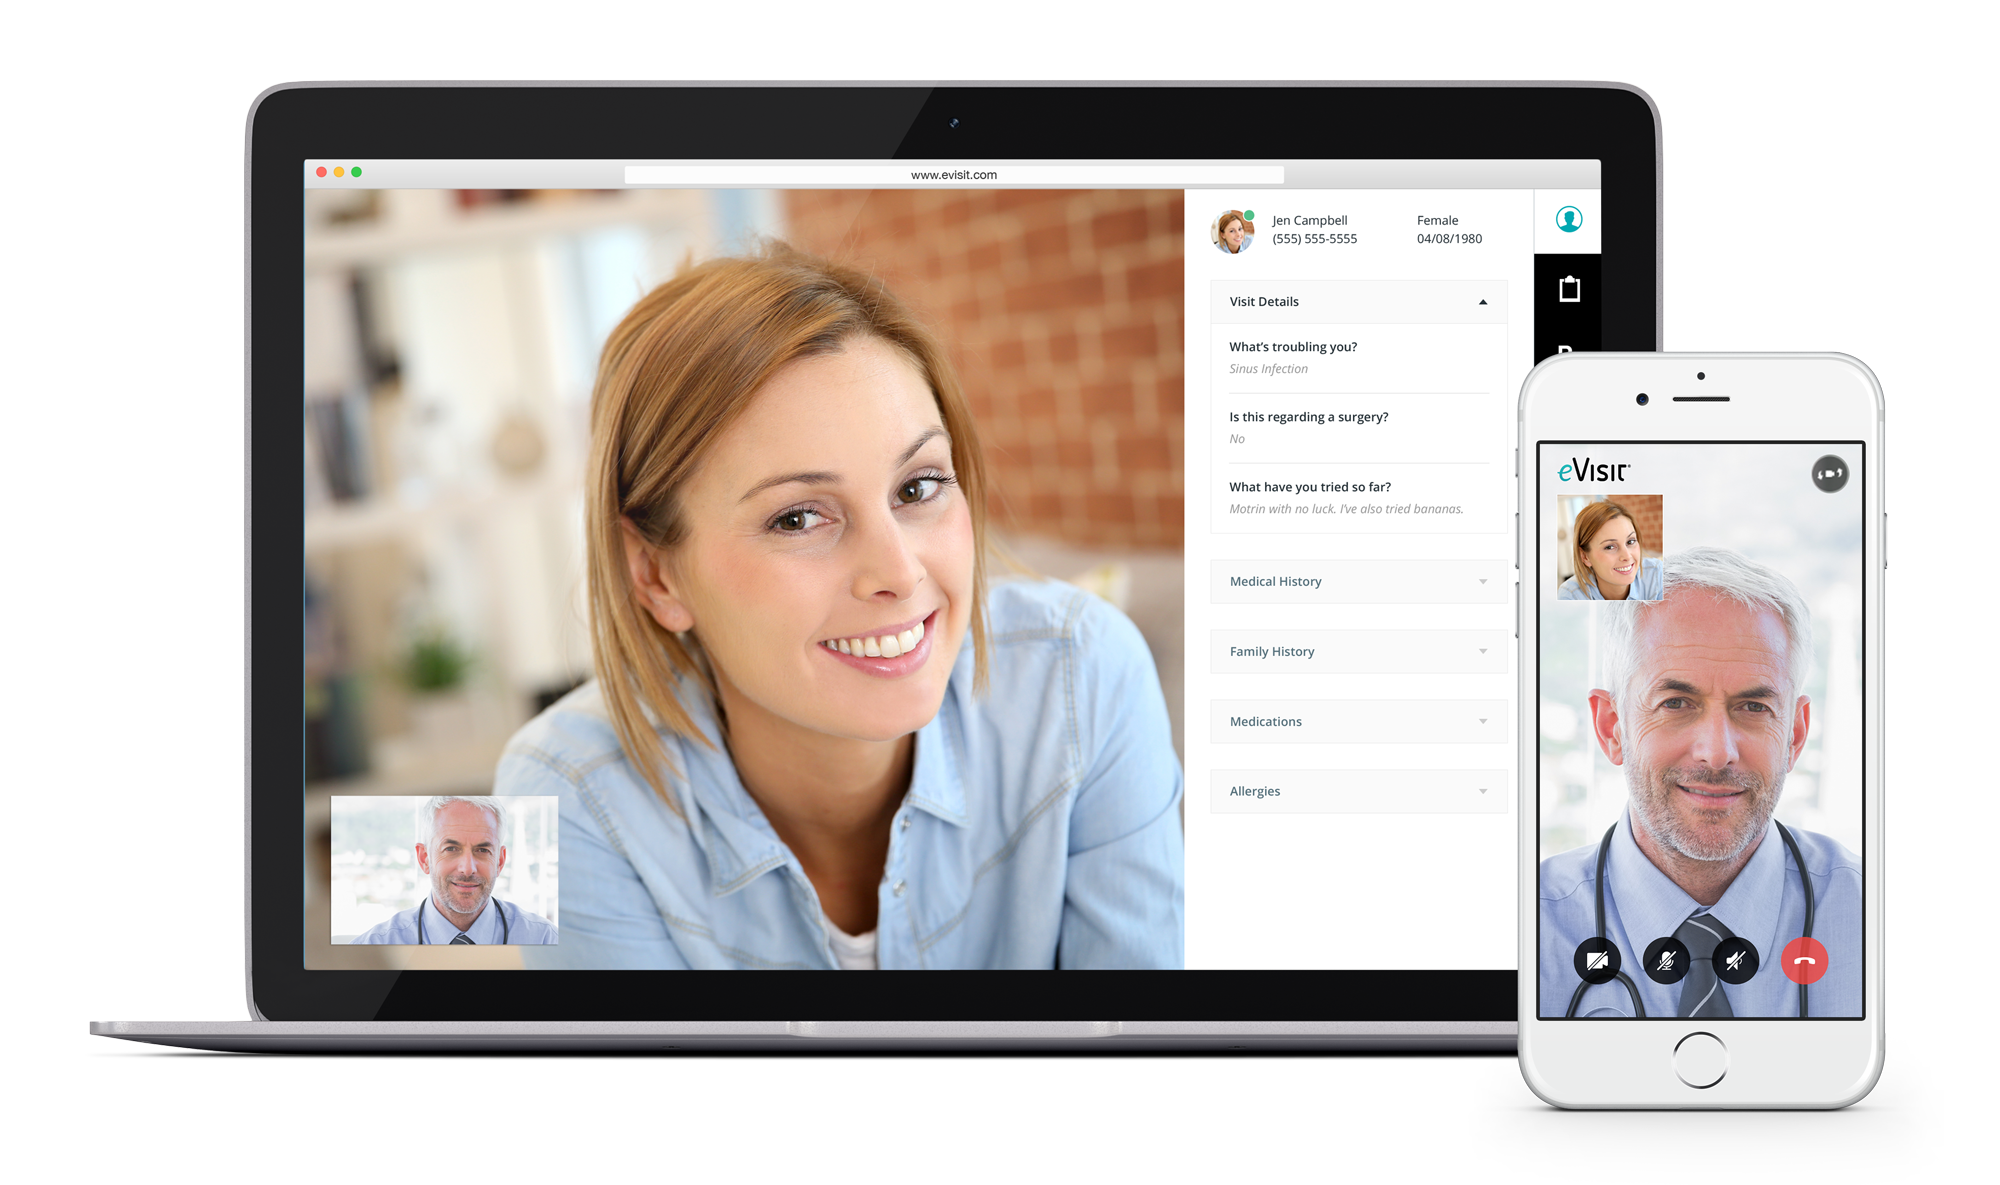 www.evisit.com
Jen Campbell
(555) 555-5555
Female
04/08/1980
Visit Details
What's troubling you?
Sinus Infection
Is this regarding a surgery?
No
What have you tried so far?
Motrin with no luck. I've also tried bananas.
Medical History
Family History
Medications
Allergies
eVisit